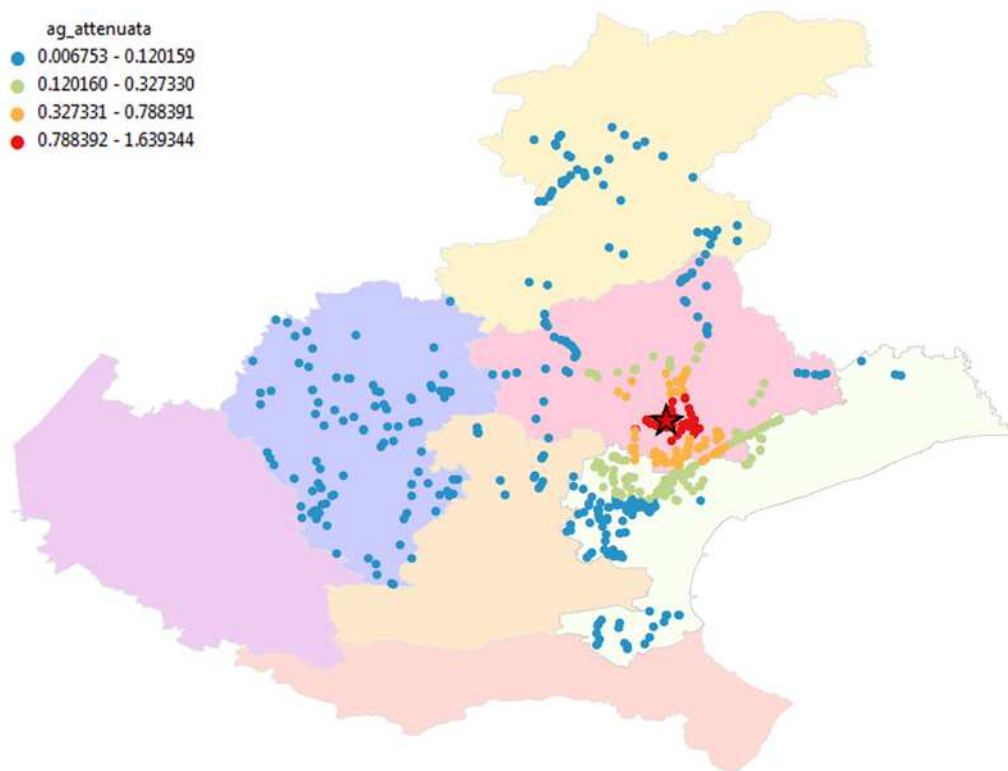 ag_attenuata
0.006753 - 0.120159
0.120160 - 0.327330
0.327331 - 0.788391
0.788392 - 1.639344